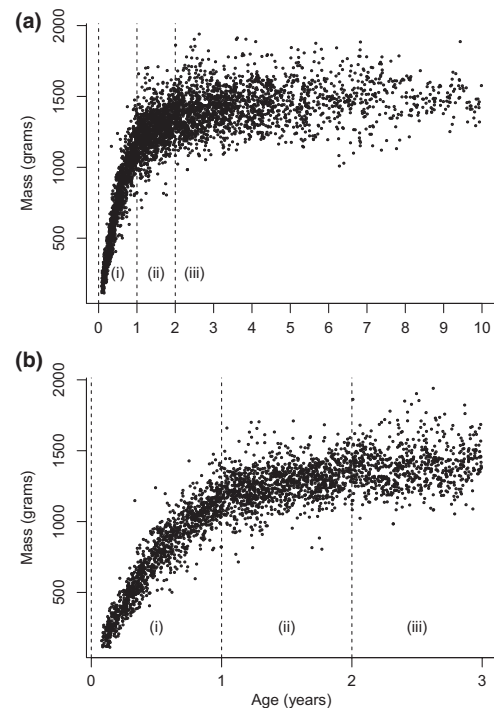 (a)
2000
1500
1000
500
Mass (grams)
(i) (ii) (iii)
0 1 2 3 4 5 6 7 8 9 10
(b)
2000
1500
1000
500
Mass (grams)
(i) (ii) (iii)
0 1 2 3
Age (years)